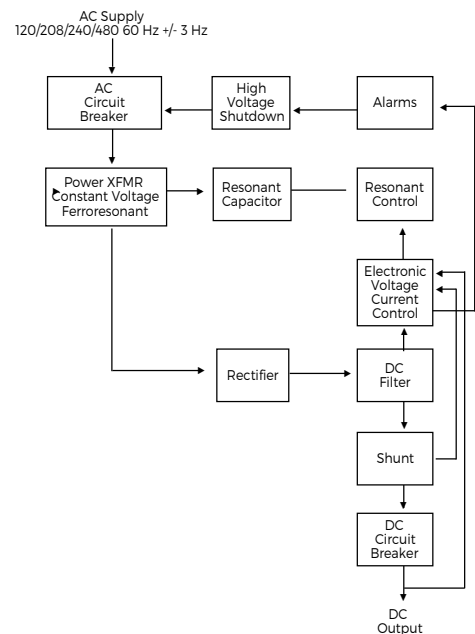 AC Supply
120/208/240/480 60 Hz +/- 3 Hz
AC
Circuit
Breaker
High
Voltage
Shutdown
Alarms
Power XFMR
Constant Voltage
Ferroresonant
Resonant
Capacitor
Resonant
Control
Electronic
Voltage
Current
Control
Rectifier
DC
Filter
Shunt
DC
Circuit
Breaker
DC
Output